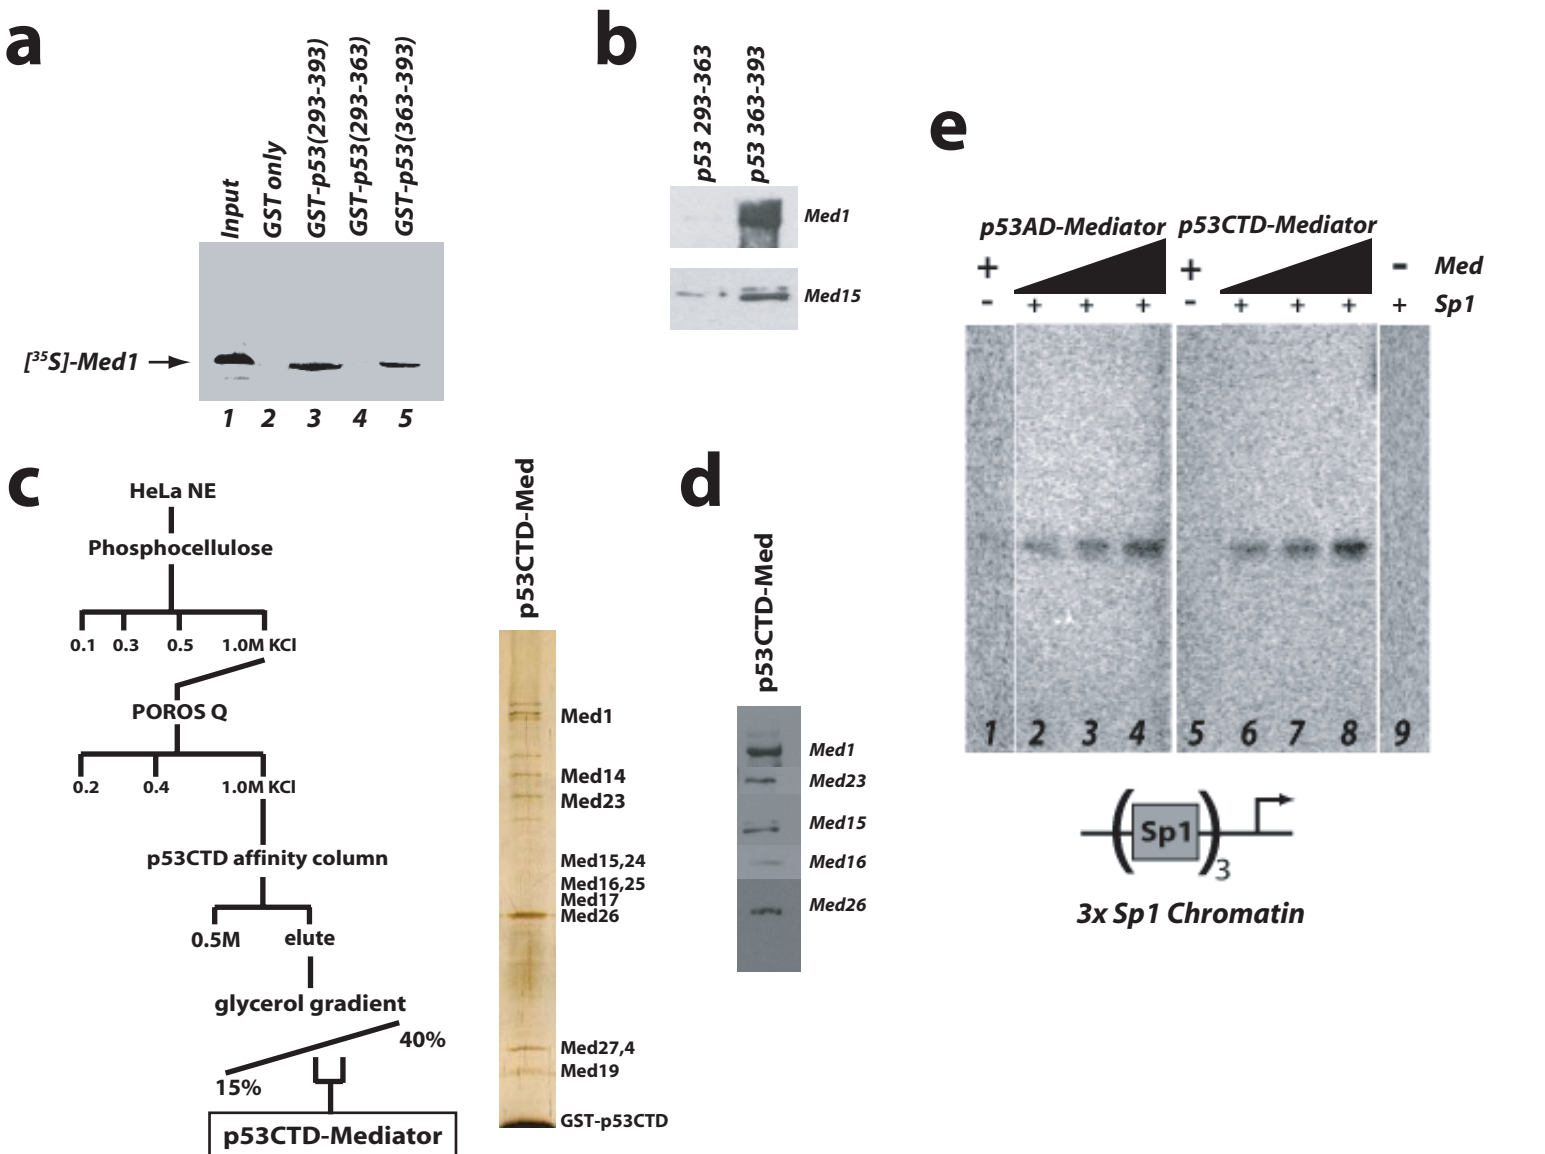 a
Input
GST only
GST-p53(293-393)
GST-p53(293-363)
GST-p53(363-393)
[35S]-Med1
1 2 3 4 5
b
p53 293-363
p53 363-393
Med1
Med15
c
HeLa NE
Phosphocellulose
0.1 0.3 0.5 1.0M KCl
POROS Q
0.2 0.4 1.0M KCl
p53CTD affinity column
0.5M elute
glycerol gradient
40%
15%
p53CTD-Mediator
p53CTD-Med
Med1
Med14
Med23
Med15,24
Med16,25
Med17
Med26
Med27,4
Med19
GST-p53CTD
d
p53CTD-Med
Med1
Med23
Med15
Med16
Med26
e
p53AD-Mediator p53CTD-Mediator
+ + - Med
- + + + - + + + + Sp1
1 2 3 4 5 6 7 8 9
(Sp1)3
3x Sp1 Chromatin